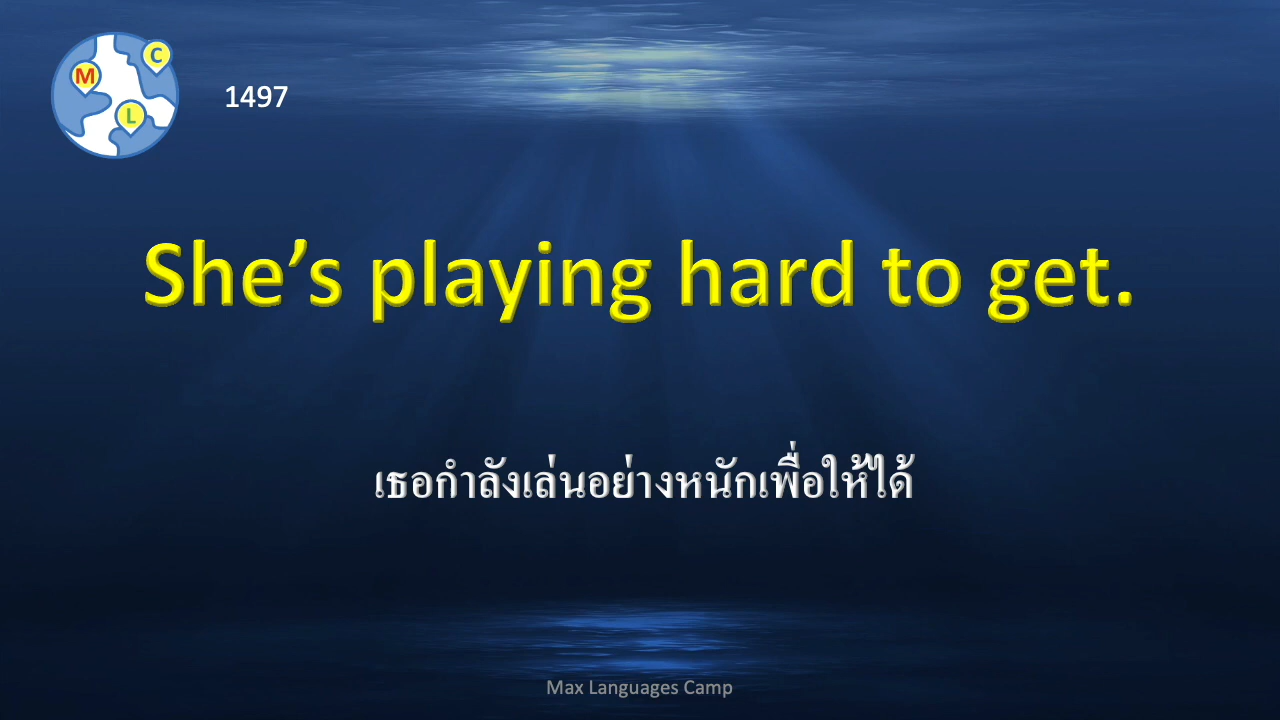 M
C
L
1497
She’s playing hard to get.
เธอกำลังเล่นอย่างหนักเพื่อให้ได้
Max Languages Camp